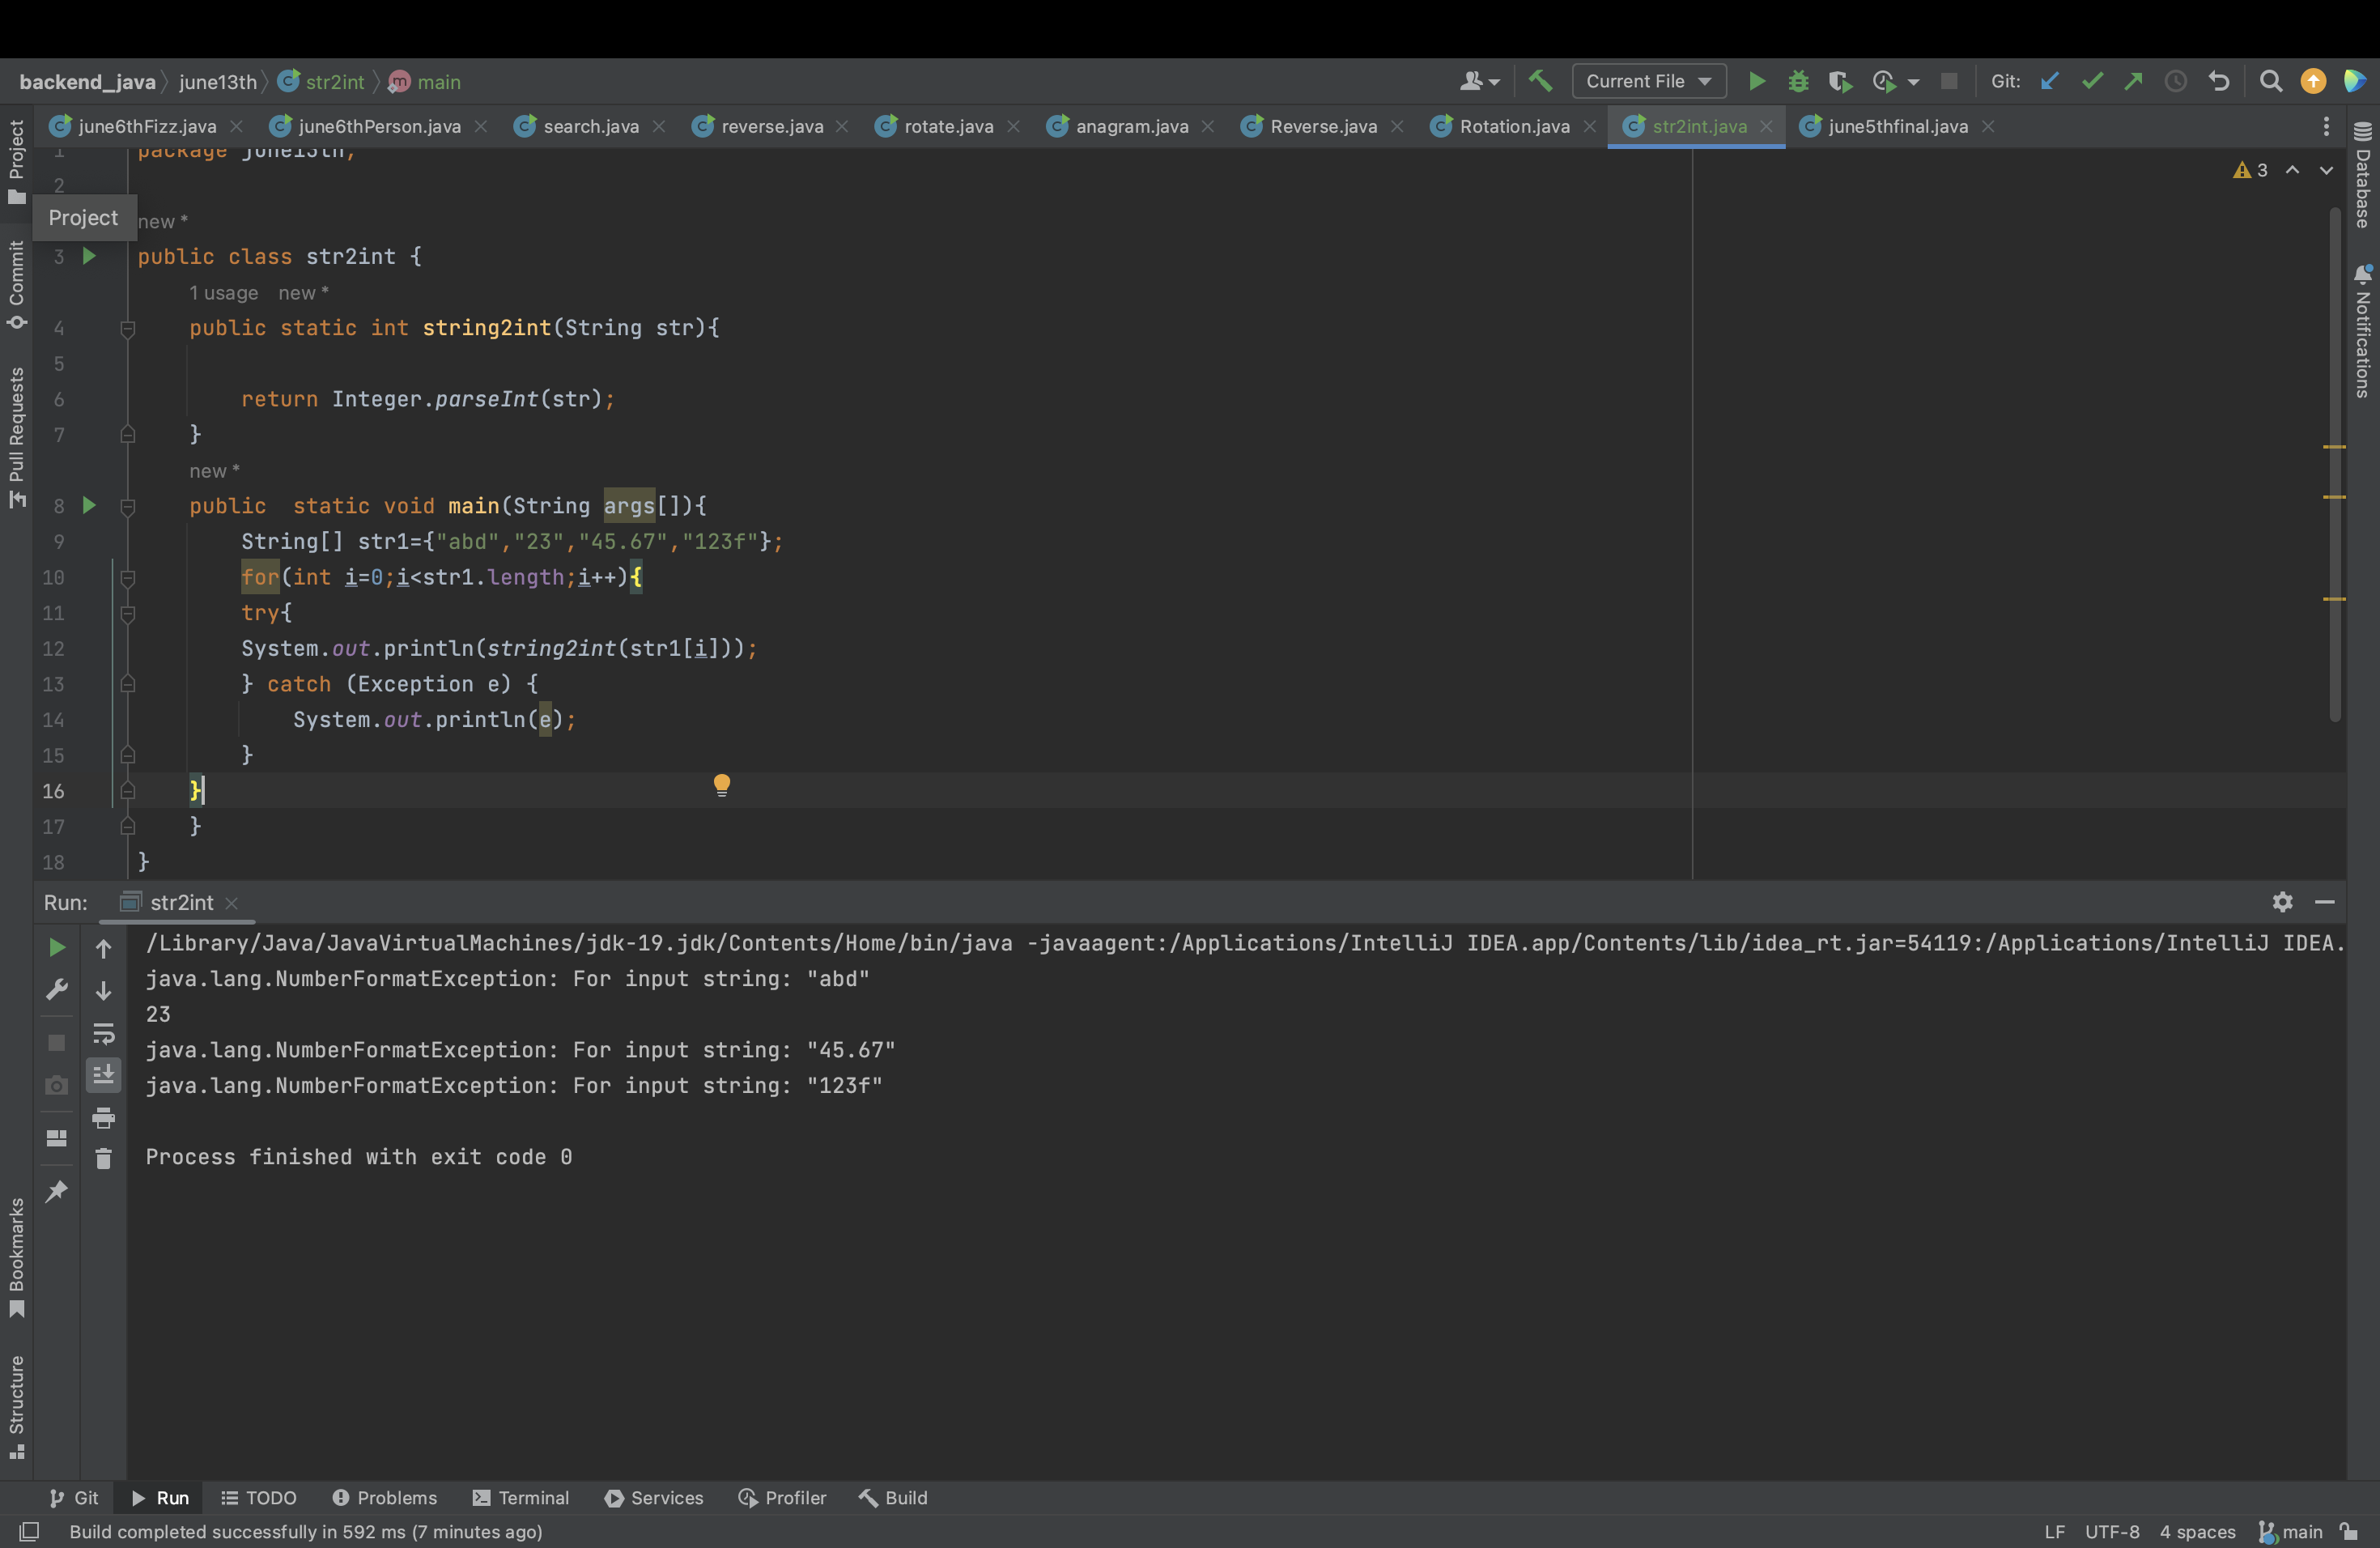 backend_java june13th str2int main Current File Git:
june6thFizz.java june6thPerson.java search.java reverse.java rotate.java anagram.java Reverse.java Rotation.java str2int.java june5thfinal.java
Project
Commit
Pull Requests
Bookmarks
Structure
Database
Notifications
Project
3
1 package june13th;
2
new *
3 public class str2int {
1 usage new *
4 public static int string2int(String str){
5
6 return Integer.parseInt(str);
7 }
new *
8 public  static void main(String args[]){
9 String[] str1={"abd","23","45.67","123f"};
10 for(int i=0;i<str1.length;i++){
11 try{
12 System.out.println(string2int(str1[i]));
13 } catch (Exception e) {
14 System.out.println(e);
15 }
16 }
17 }
18 }
Run: str2int
/Library/Java/JavaVirtualMachines/jdk-19.jdk/Contents/Home/bin/java -javaagent:/Applications/IntelliJ IDEA.app/Contents/lib/idea_rt.jar=54119:/Applications/IntelliJ IDEA.
java.lang.NumberFormatException: For input string: "abd"
23
java.lang.NumberFormatException: For input string: "45.67"
java.lang.NumberFormatException: For input string: "123f"
Process finished with exit code 0
Git Run TODO Problems Terminal Services Profiler Build
Build completed successfully in 592 ms (7 minutes ago) LF UTF-8 4 spaces main